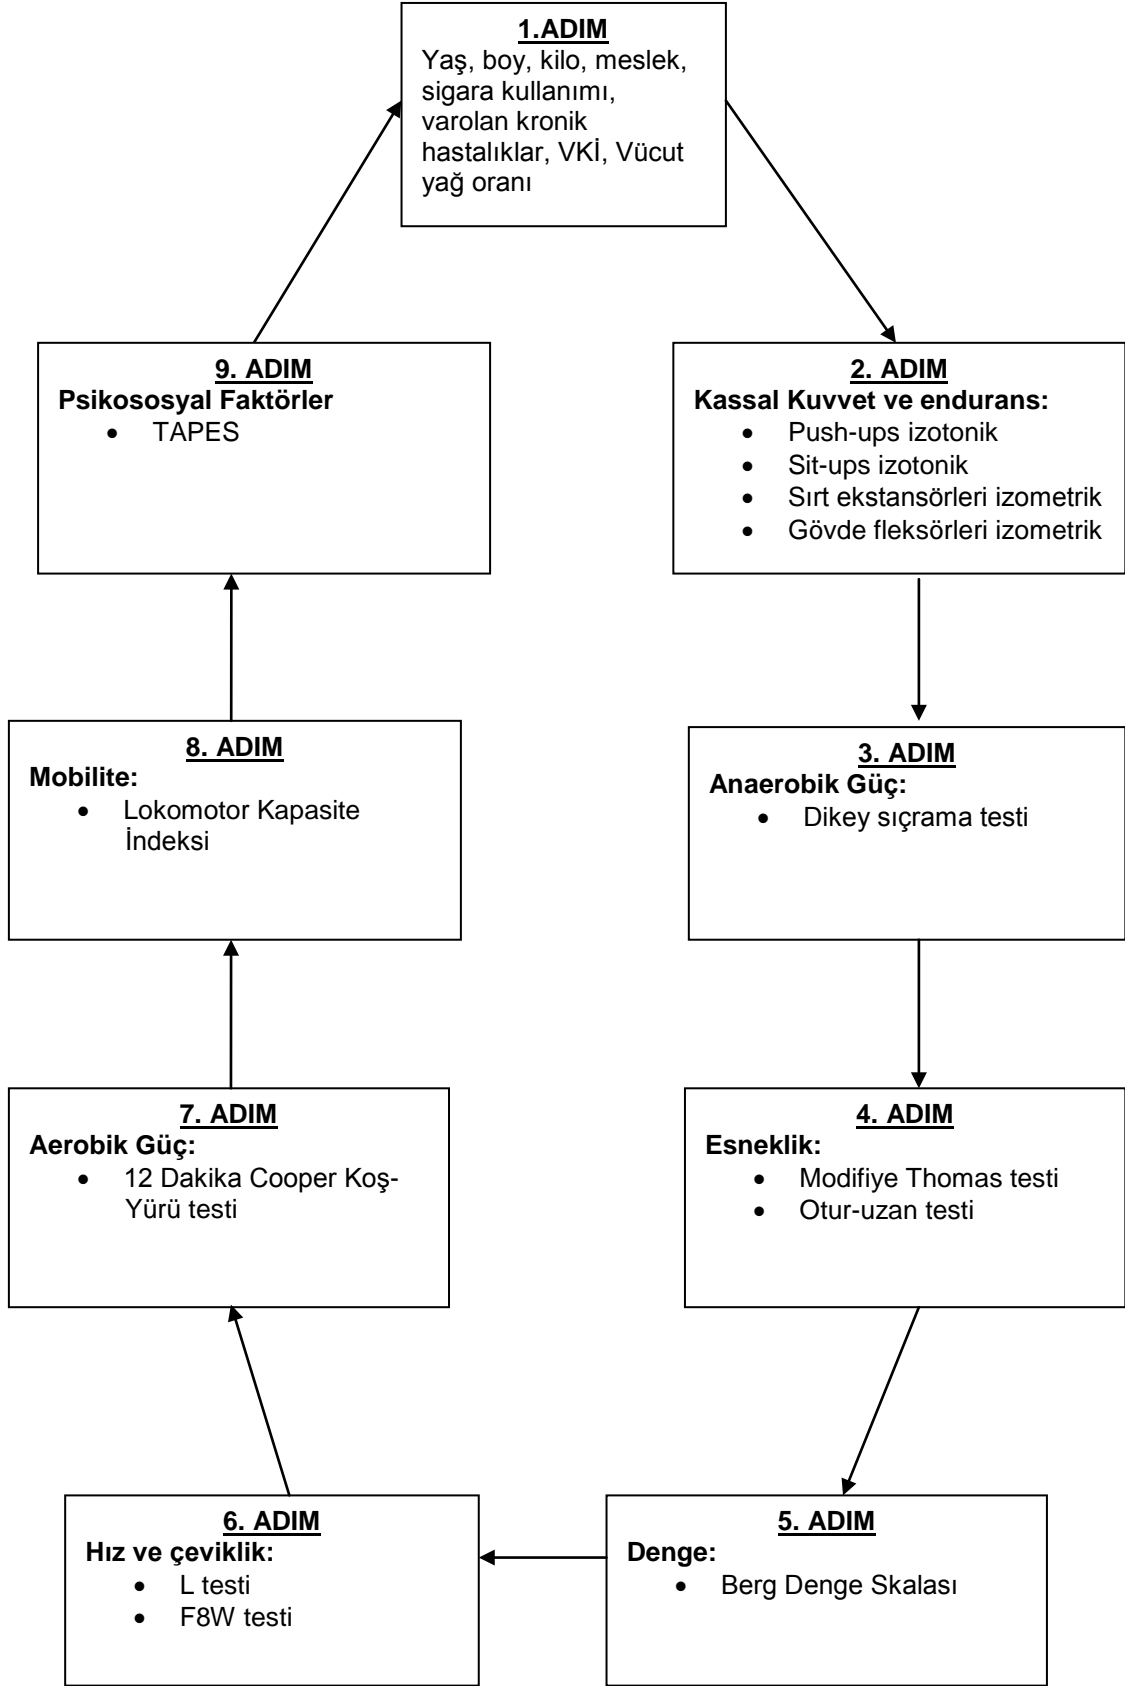 1.ADIM
Yaş, boy, kilo, meslek,
sigara kullanımı,
varolan kronik
hastalıklar, VKİ, Vücut
yağ oranı
2. ADIM
Kassal Kuvvet ve endurans:
• Push-ups izotonik
• Sit-ups izotonik
• Sırt ekstansörleri izometrik
• Gövde fleksörleri izometrik
3. ADIM
Anaerobik Güç:
• Dikey sıçrama testi
4. ADIM
Esneklik:
• Modifiye Thomas testi
• Otur-uzan testi
5. ADIM
Denge:
• Berg Denge Skalası
6. ADIM
Hız ve çeviklik:
• L testi
• F8W testi
7. ADIM
Aerobik Güç:
• 12 Dakika Cooper Koş-
Yürü testi
8. ADIM
Mobilite:
• Lokomotor Kapasite
İndeksi
9. ADIM
Psikososyal Faktörler
• TAPES